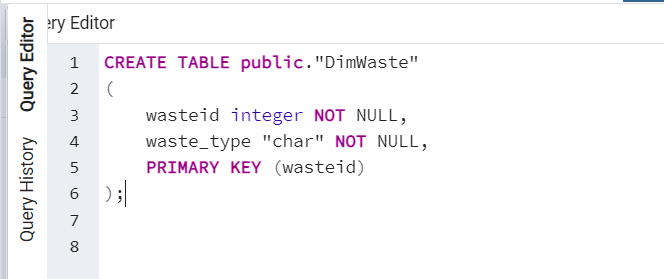 ery Editor
Query Editor
Query History
1 CREATE TABLE public."DimWaste"
2 (
3 wasteid integer NOT NULL,
4 waste_type "char" NOT NULL,
5 PRIMARY KEY (wasteid)
6 );
7
8